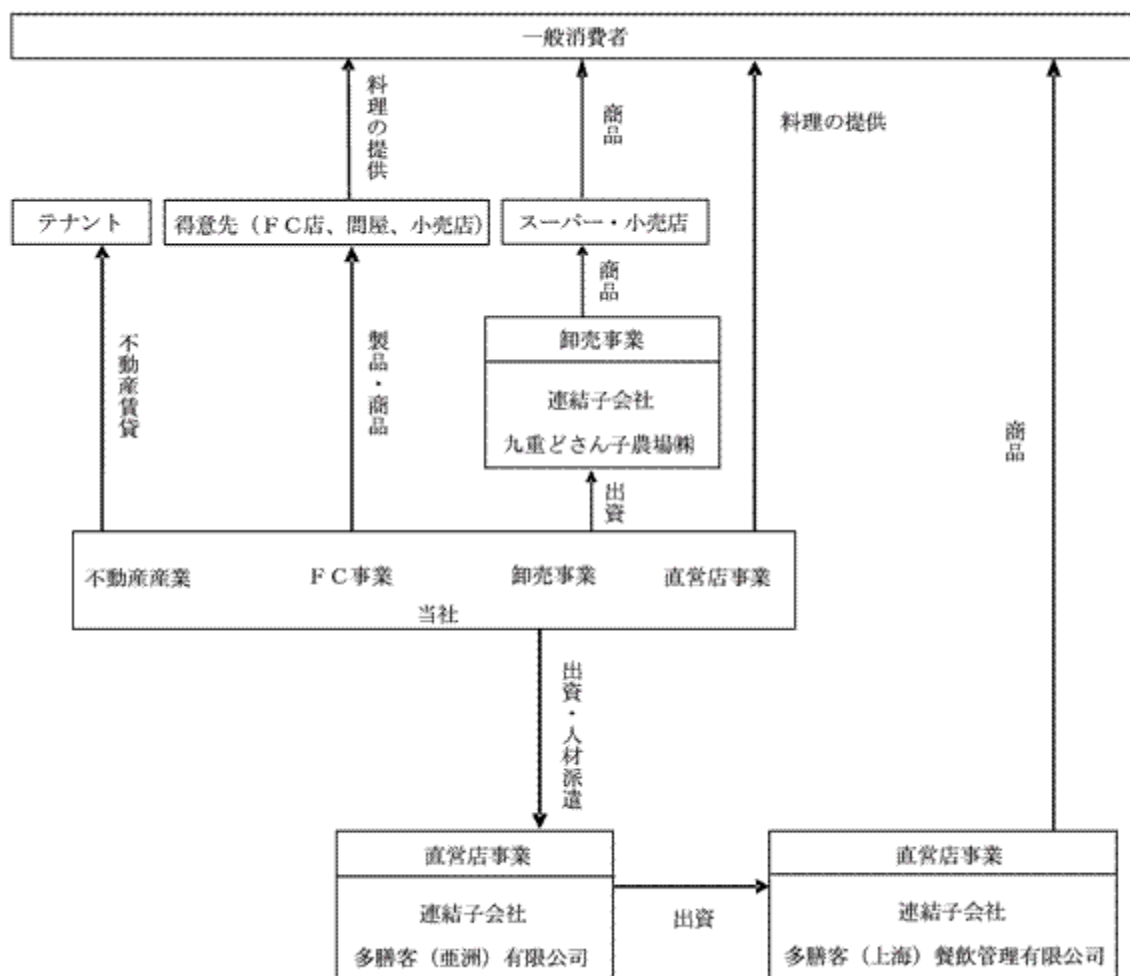 一般消費者
料理の提供
商品
料理の提供
テナント
得意先（ＦＣ店、問屋、小売店）
スーパー・小売店
商品
不動産賃貸
製品・商品
卸売事業
連結子会社
九重どさん子農場㈱
商品
出資
不動産産業
ＦＣ事業
卸売事業
直営店事業
当社
出資・人材派遣
直営店事業
連結子会社
多膳客（亜洲）有限公司
出資
直営店事業
連結子会社
多膳客（上海）餐飲管理有限公司